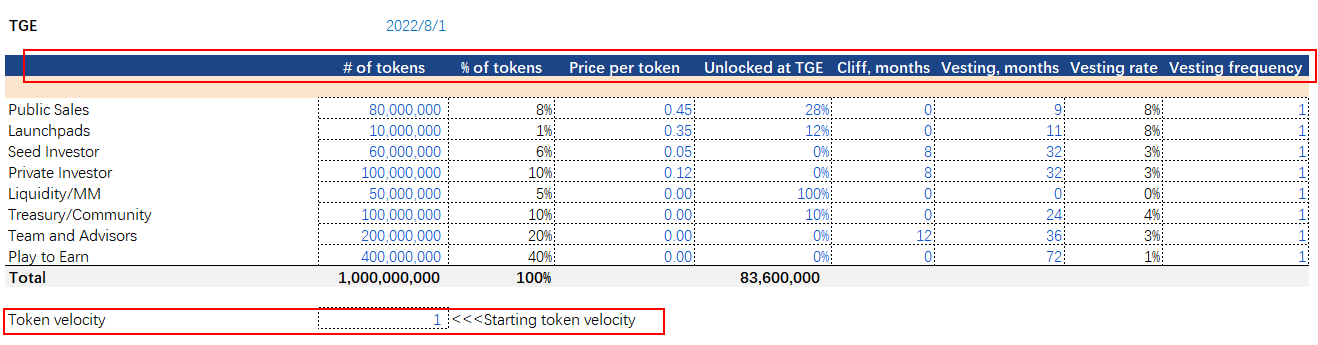 TGE 2022/8/1
# of tokens % of tokens Price per token Unlocked at TGE Cliff, months Vesting, months Vesting rate Vesting frequency
Public Sales 80,000,000 8% 0.45 28% 0 9 8% 1
Launchpads 10,000,000 1% 0.35 12% 0 11 8% 1
Seed Investor 60,000,000 6% 0.05 0% 8 32 3% 1
Private Investor 100,000,000 10% 0.12 0% 8 32 3% 1
Liquidity/MM 50,000,000 5% 0.00 100% 0 0 0% 1
Treasury/Community 100,000,000 10% 0.00 10% 0 24 4% 1
Team and Advisors 200,000,000 20% 0.00 0% 12 36 3% 1
Play to Earn 400,000,000 40% 0.00 0% 0 72 1% 1
Total 1,000,000,000 100% 83,600,000
Token velocity 1 <<<Starting token velocity